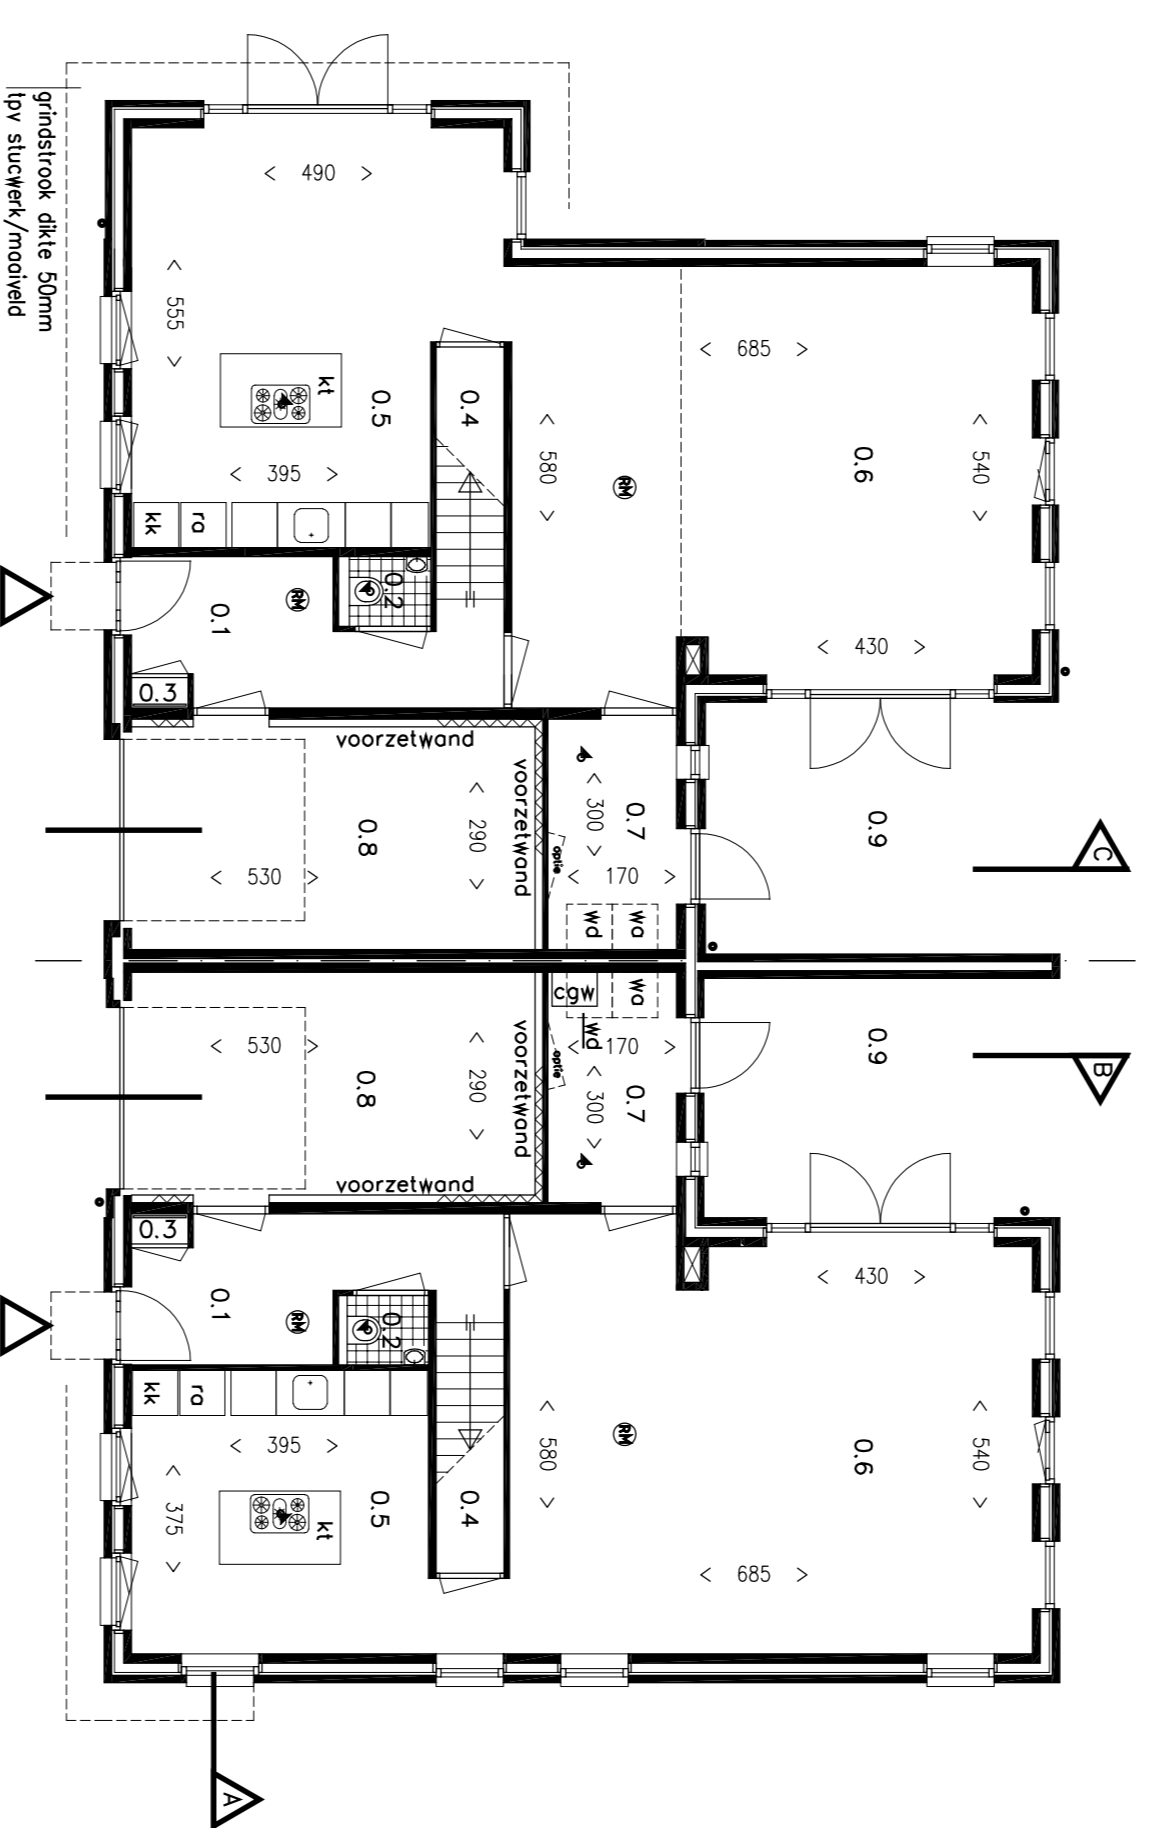 grindstrook dikte 50mm
tpv stucwerk/maaiveld
< 490 >
< 555 >
< 685 >
kt
0.5
0.4
< 580 >
0.6
< 540 >
RM
< 395 >
kk
ra
0.2
0.1
RM
< 430 >
0.3
voorzetwand
voorzetwand
< 290 >
0.8
< 530 >
< 300 >
0.7
optie
< 170 >
0.9
C
wd
wa
cgw
wa
wd
< 530 >
0.8
< 290 >
voorzetwand
voorzetwand
optie
< 170 >
< 300 >
0.7
0.9
B
0.3
0.1
RM
0.2
< 430 >
kk
ra
< 395 >
< 375 >
kt
0.5
0.4
< 580 >
RM
0.6
< 540 >
< 685 >
A